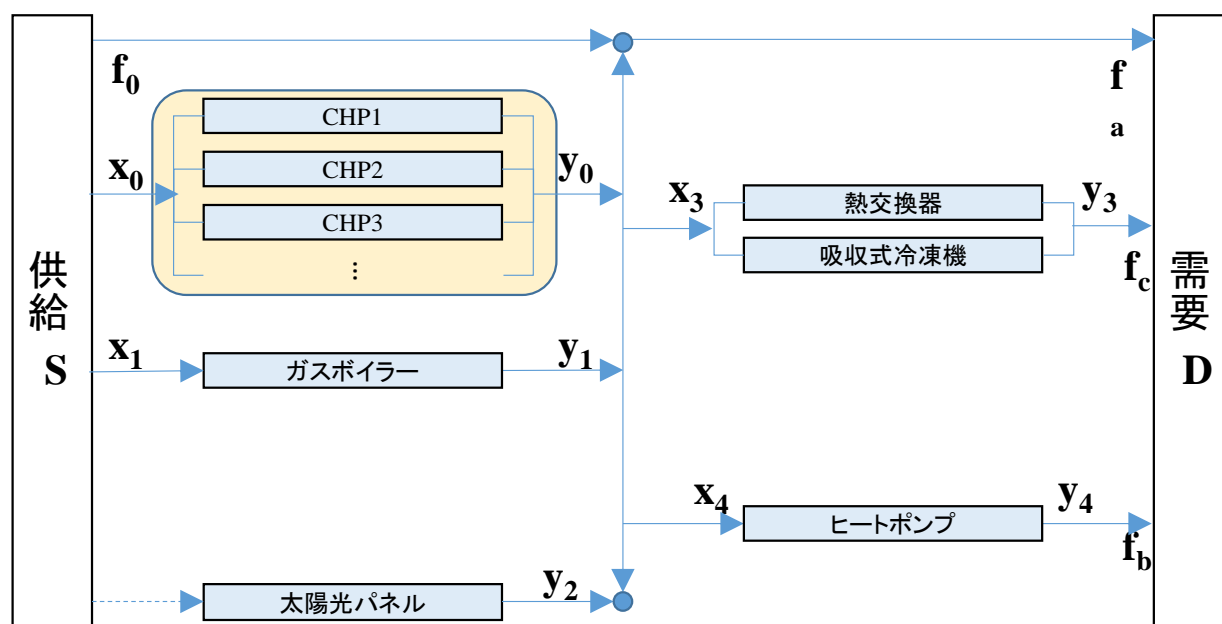 f0
fa
CHP1
x0
CHP2
y0
CHP3
⋮
x3
熱交換器
y3
吸収式冷凍機
fc
供給
S
需要
D
x1
ガスボイラー
y1
x4
ヒートポンプ
y4
fb
太陽光パネル
y2